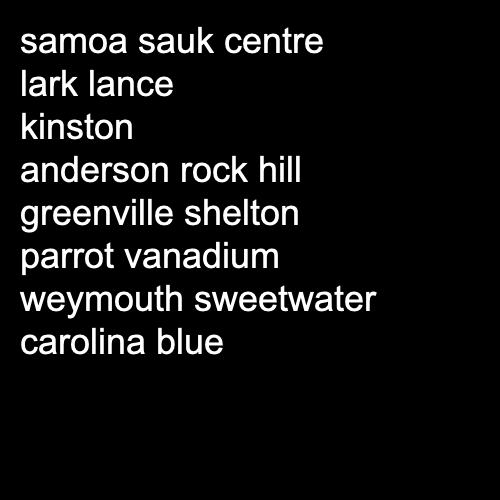 samoa sauk centre
lark lance
kinston
anderson rock hill
greenville shelton
parrot vanadium
weymouth sweetwater
carolina blue